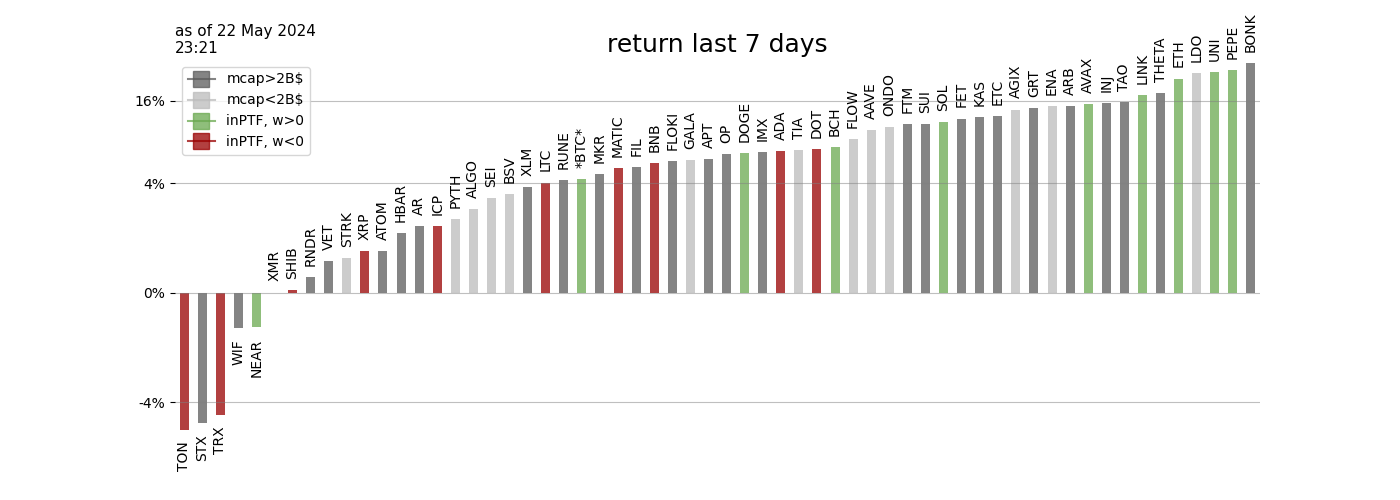 as of 22 May 2024
23:21
return last 7 days
mcap>2B$
mcap<2B$
inPTF, w>0
inPTF, w<0
16%
4%
0%
-4%
TON
STX
TRX
WIF
NEAR
XMR
SHIB
RNDR
VET
STRK
XRP
ATOM
HBAR
AR
ICP
PYTH
ALGO
SEI
BSV
XLM
LTC
RUNE
*BTC*
MKR
MATIC
FIL
BNB
FLOKI
GALA
APT
OP
DOGE
IMX
ADA
TIA
DOT
BCH
FLOW
AAVE
ONDO
FTM
SUI
SOL
FET
KAS
ETC
AGIX
GRT
ENA
ARB
AVAX
INJ
TAO
LINK
THETA
ETH
LDO
UNI
PEPE
BONK